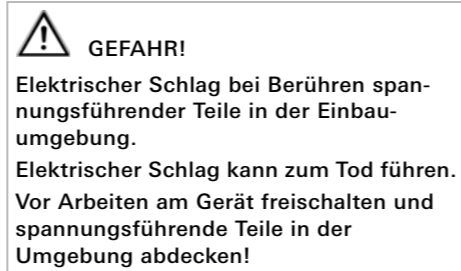 GEFAHR!
Elektrischer Schlag bei Berühren span-
nungsführender Teile in der Einbau-
umgebung.
Elektrischer Schlag kann zum Tod führen.
Vor Arbeiten am Gerät freischalten und
spannungsführende Teile in der
Umgebung abdecken!